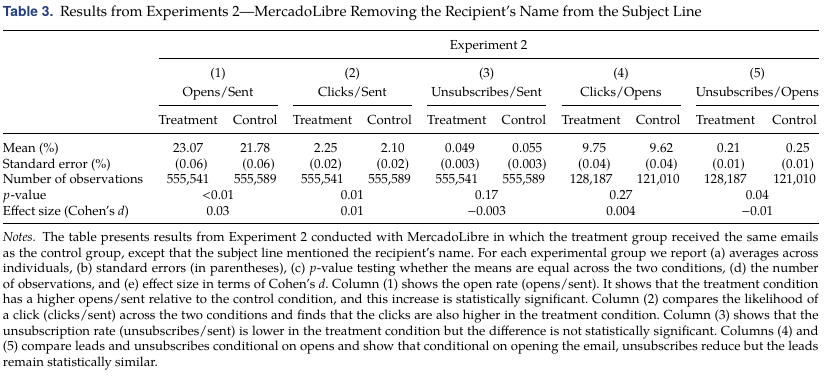 Table 3. Results from Experiments 2—MercadoLibre Removing the Recipient's Name from the Subject Line
Experiment 2
(1) (2) (3) (4) (5)
Opens/Sent Clicks/Sent Unsubscribes/Sent Clicks/Opens Unsubscribes/Opens
Treatment Control Treatment Control Treatment Control Treatment Control Treatment Control
Mean (%) 23.07 21.78 2.25 2.10 0.049 0.055 9.75 9.62 0.21 0.25
Standard error (%) (0.06) (0.06) (0.02) (0.02) (0.003) (0.003) (0.04) (0.04) (0.01) (0.01)
Number of observations 555,541 555,589 555,541 555,589 555,541 555,589 128,187 121,010 128,187 121,010
p-value <0.01 0.01 0.17 0.27 0.04
Effect size (Cohen's d) 0.03 0.01 −0.003 0.004 −0.01
Notes. The table presents results from Experiment 2 conducted with MercadoLibre in which the treatment group received the same emails
as the control group, except that the subject line mentioned the recipient's name. For each experimental group we report (a) averages across
individuals, (b) standard errors (in parentheses), (c) p-value testing whether the means are equal across the two conditions, (d) the number
of observations, and (e) effect size in terms of Cohen's d. Column (1) shows the open rate (opens/sent). It shows that the treatment condition
has a higher opens/sent relative to the control condition, and this increase is statistically significant. Column (2) compares the likelihood of
a click (clicks/sent) across the two conditions and finds that the clicks are also higher in the treatment condition. Column (3) shows that the
unsubscription rate (unsubscribes/sent) is lower in the treatment condition but the difference is not statistically significant. Columns (4) and
(5) compare leads and unsubscribes conditional on opens and show that conditional on opening the email, unsubscribes reduce but the leads
remain statistically similar.